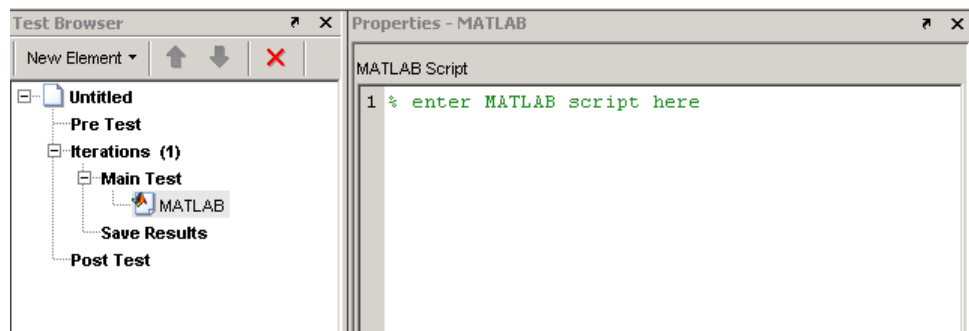 Test Browser
New Element
Untitled
Pre Test
Iterations (1)
Main Test
MATLAB
Save Results
Post Test
Properties - MATLAB
MATLAB Script
1 % enter MATLAB script here